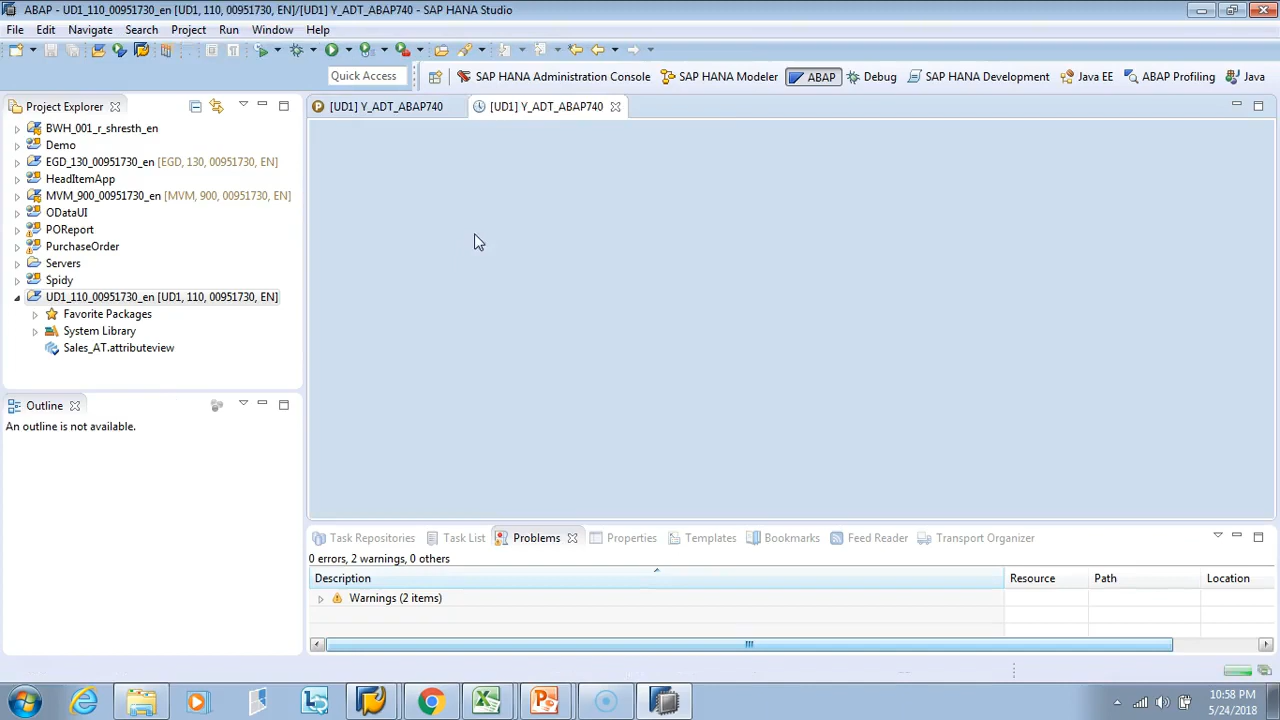 ABAP - UD1_110_00951730_en [UD1, 110, 00951730, EN]/[UD1] Y_ADT_ABAP740 - SAP HANA Studio
File Edit Navigate Search Project Run Window Help
Quick Access SAP HANA Administration Console SAP HANA Modeler ABAP Debug SAP HANA Development Java EE ABAP Profiling Java
Project Explorer
[UD1] Y_ADT_ABAP740 [UD1] Y_ADT_ABAP740
BWH_001_r_shresth_en
Demo
EGD_130_00951730_en [EGD, 130, 00951730, EN]
HeadItemApp
MVM_900_00951730_en [MVM, 900, 00951730, EN]
ODataUI
POReport
PurchaseOrder
Servers
Spidy
UD1_110_00951730_en [UD1, 110, 00951730, EN]
Favorite Packages
System Library
Sales_AT.attributeview
Outline
An outline is not available.
Task Repositories Task List Problems Properties Templates Bookmarks Feed Reader Transport Organizer
0 errors, 2 warnings, 0 others
Description Resource Path Location
Warnings (2 items)
10:58 PM
5/24/2018